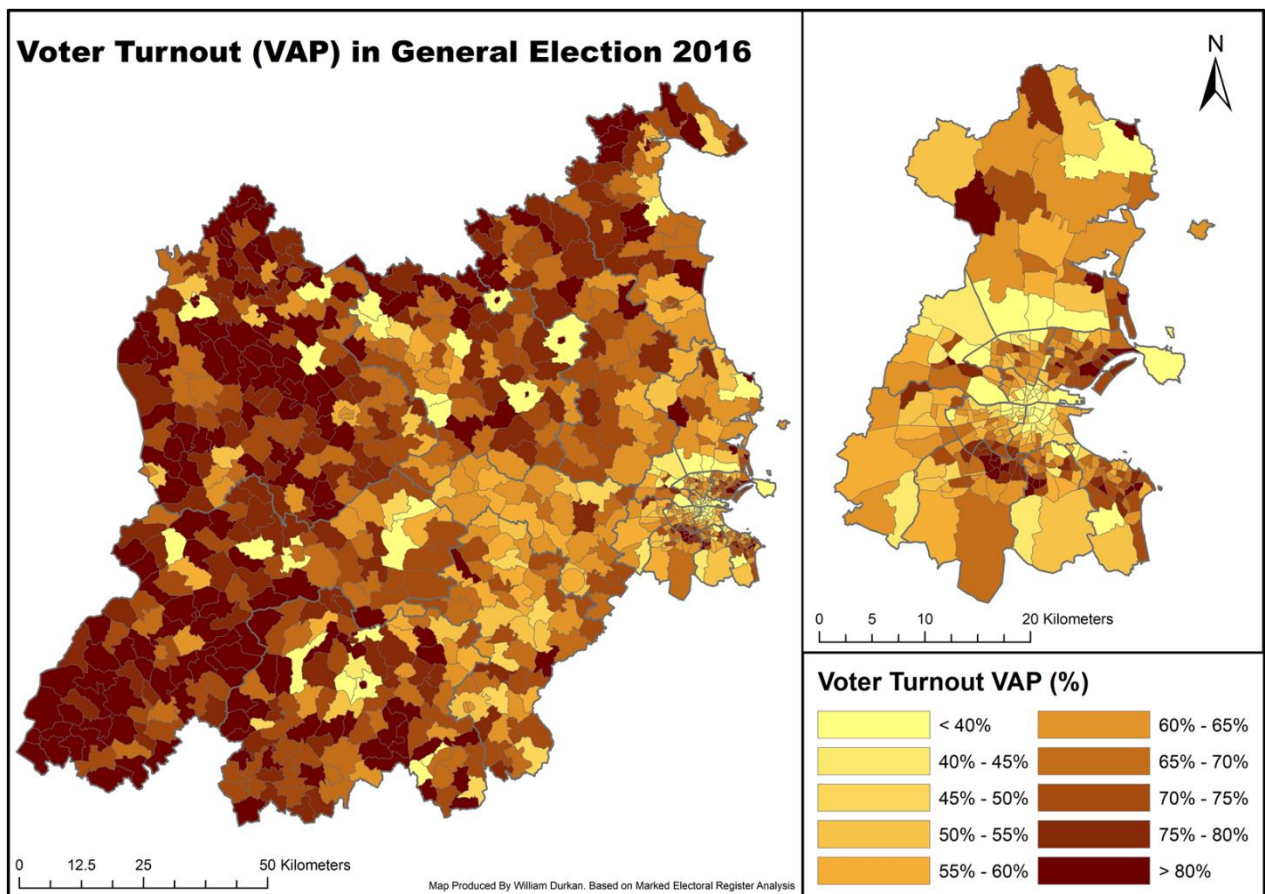 Voter Turnout (VAP) in General Election 2016
N
0 5 10 20 Kilometers
Voter Turnout VAP (%)
< 40%
40% - 45%
45% - 50%
50% - 55%
55% - 60%
60% - 65%
65% - 70%
70% - 75%
75% - 80%
> 80%
0 12.5 25 50 Kilometers
Map Produced By William Durkan. Based on Marked Electoral Register Analysis